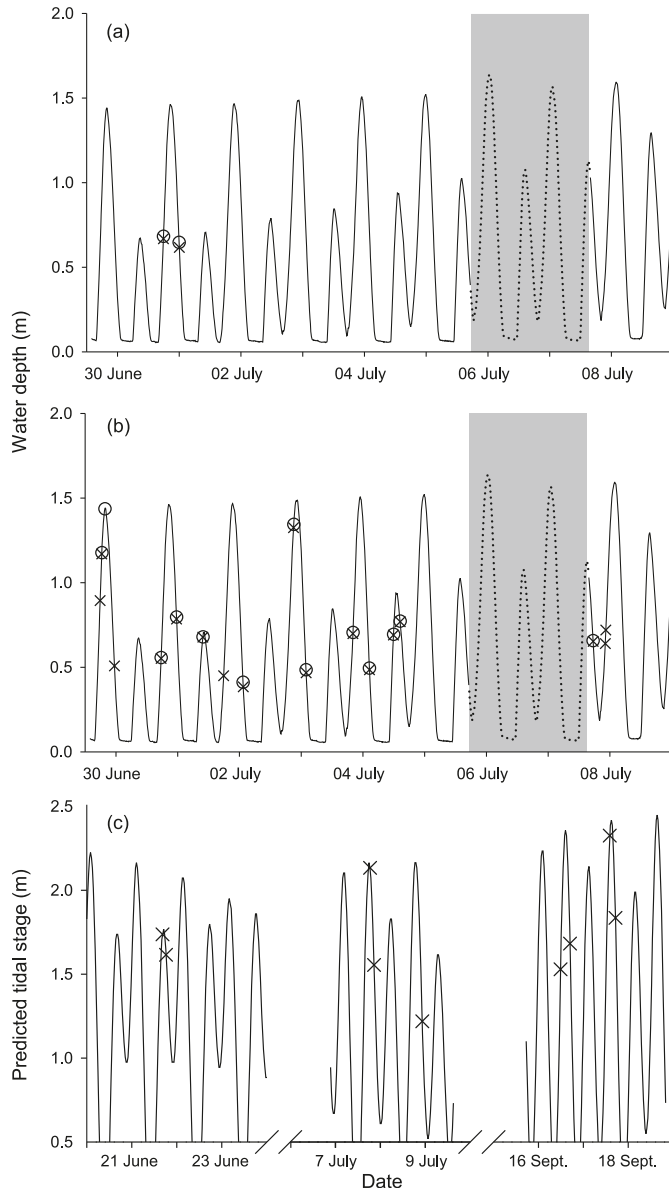 (a)
2.0
1.5
1.0
0.5
0.0
30 June 02 July 04 July 06 July 08 July
Water depth (m)
(b)
2.0
1.5
1.0
0.5
0.0
30 June 02 July 04 July 06 July 08 July
(c)
Predicted tidal stage (m)
2.5
2.0
1.5
1.0
0.5
21 June 23 June 7 July 9 July 16 Sept. 18 Sept.
Date